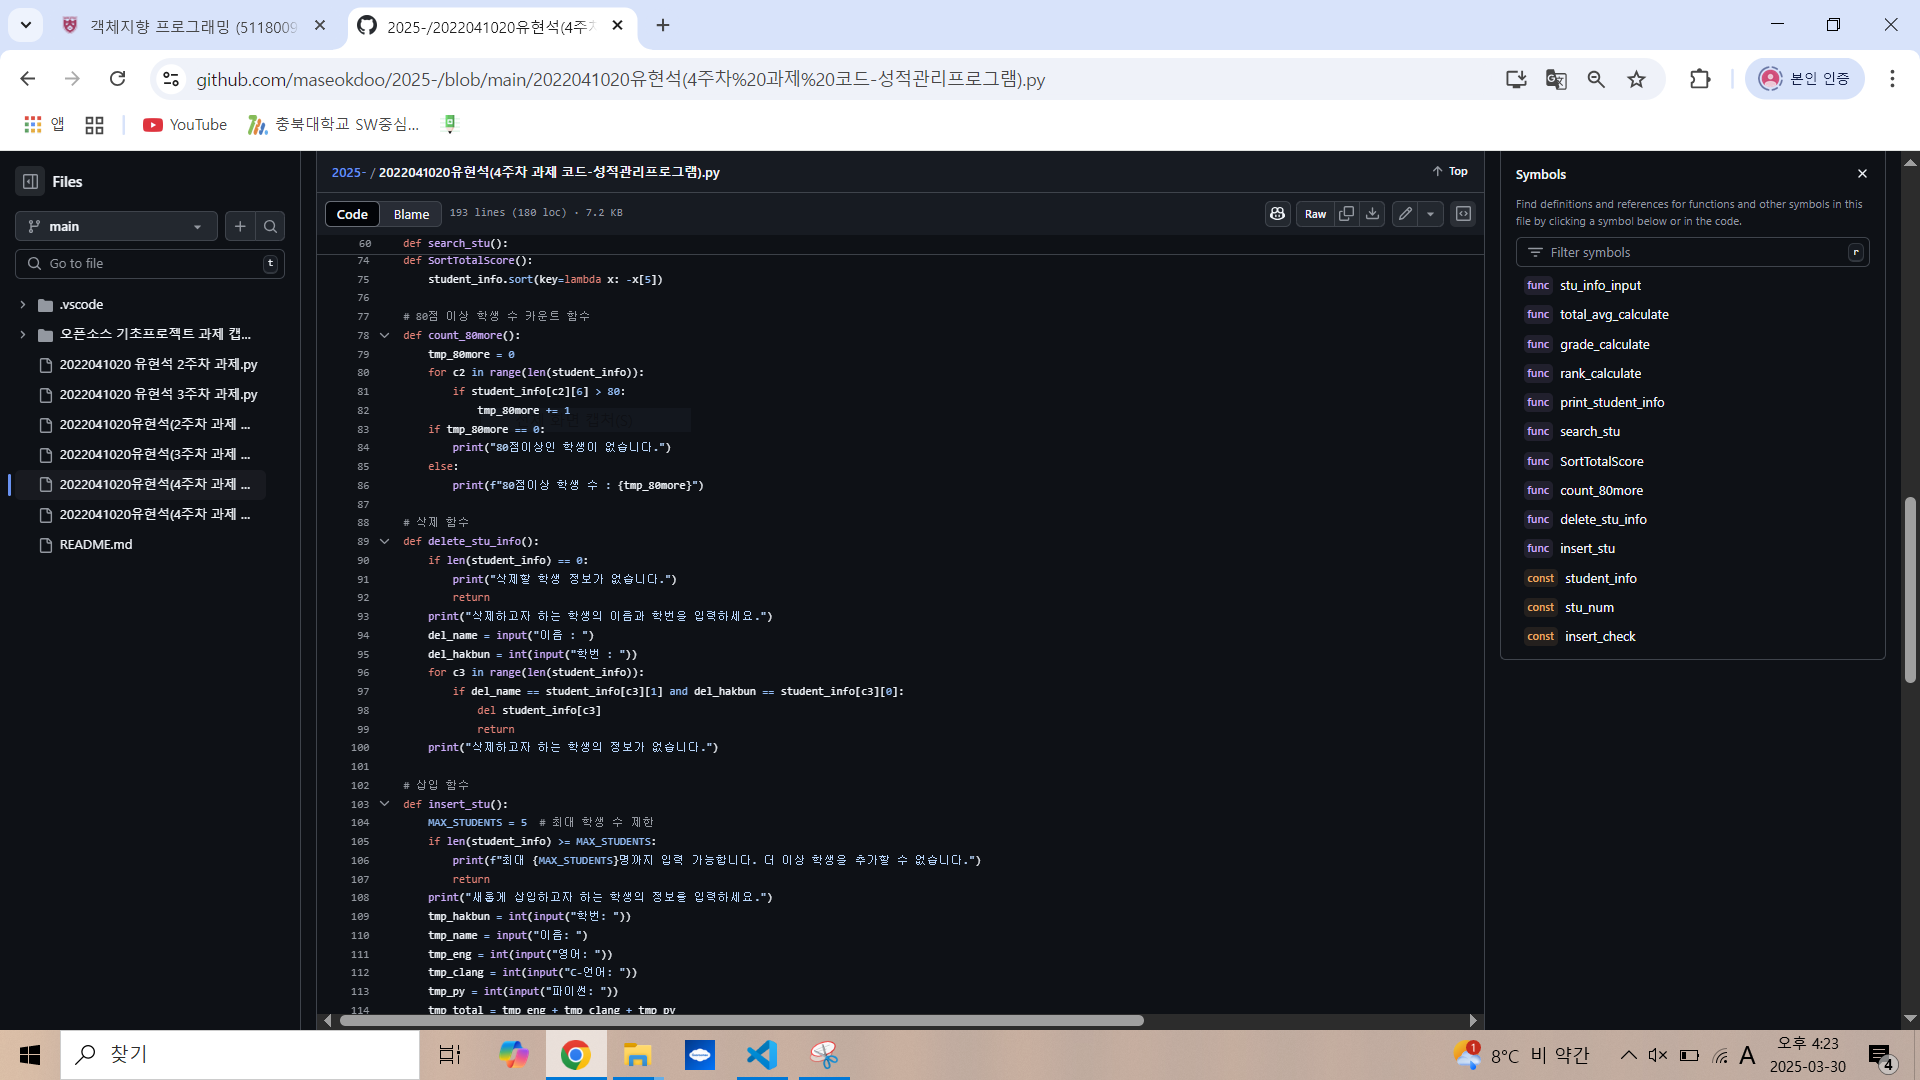 객체지향 프로그래밍 (5118009
2025-/2022041020유현석(4주차
github.com/maseokdoo/2025-/blob/main/2022041020유현석(4주차%20과제%20코드-성적관리프로그램).py
본인 인증
앱
YouTube
충북대학교 SW중심...
Files
main
Go to file
t
.vscode
오픈소스 기초프로젝트 과제 캡...
2022041020 유현석 2주차 과제.py
2022041020 유현석 3주차 과제.py
2022041020유현석(2주차 과제 ...
2022041020유현석(3주차 과제 ...
2022041020유현석(4주차 과제 ...
2022041020유현석(4주차 과제 ...
README.md
2025- / 2022041020유현석(4주차 과제 코드-성적관리프로그램).py
Top
Code Blame 193 lines (180 loc) · 7.2 KB
Raw
60 def search_stu():
74 def SortTotalScore():
75 student_info.sort(key=lambda x: -x[5])
76
77 # 80점 이상 학생 수 카운트 함수
78 def count_80more():
79 tmp_80more = 0
80 for c2 in range(len(student_info)):
81 if student_info[c2][6] > 80:
82 tmp_80more += 1
83 if tmp_80more == 0:
84 print("80점이상인 학생이 없습니다.")
85 else:
86 print(f"80점이상 학생 수 : {tmp_80more}")
87
88 # 삭제 함수
89 def delete_stu_info():
90 if len(student_info) == 0:
91 print("삭제할 학생 정보가 없습니다.")
92 return
93 print("삭제하고자 하는 학생의 이름과 학번을 입력하세요.")
94 del_name = input("이름 : ")
95 del_hakbun = int(input("학번 : "))
96 for c3 in range(len(student_info)):
97 if del_name == student_info[c3][1] and del_hakbun == student_info[c3][0]:
98 del student_info[c3]
99 return
100 print("삭제하고자 하는 학생의 정보가 없습니다.")
101
102 # 삽입 함수
103 def insert_stu():
104 MAX_STUDENTS = 5 # 최대 학생 수 제한
105 if len(student_info) >= MAX_STUDENTS:
106 print(f"최대 {MAX_STUDENTS}명까지 입력 가능합니다. 더 이상 학생을 추가할 수 없습니다.")
107 return
108 print("새롭게 삽입하고자 하는 학생의 정보를 입력하세요.")
109 tmp_hakbun = int(input("학번: "))
110 tmp_name = input("이름: ")
111 tmp_eng = int(input("영어: "))
112 tmp_clang = int(input("C-언어: "))
113 tmp_py = int(input("파이썬: "))
114 tmp_total = tmp_eng + tmp_clang + tmp_py
Symbols
Find definitions and references for functions and other symbols in this
file by clicking a symbol below or in the code.
Filter symbols
r
func stu_info_input
func total_avg_calculate
func grade_calculate
func rank_calculate
func print_student_info
func search_stu
func SortTotalScore
func count_80more
func delete_stu_info
func insert_stu
const student_info
const stu_num
const insert_check
찾기
1
8°C 비 약간
A
오후 4:23
2025-03-30
4